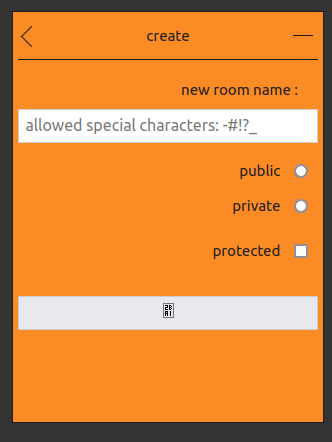 create
new room name :
allowed special characters: -#!?_
public
private
protected